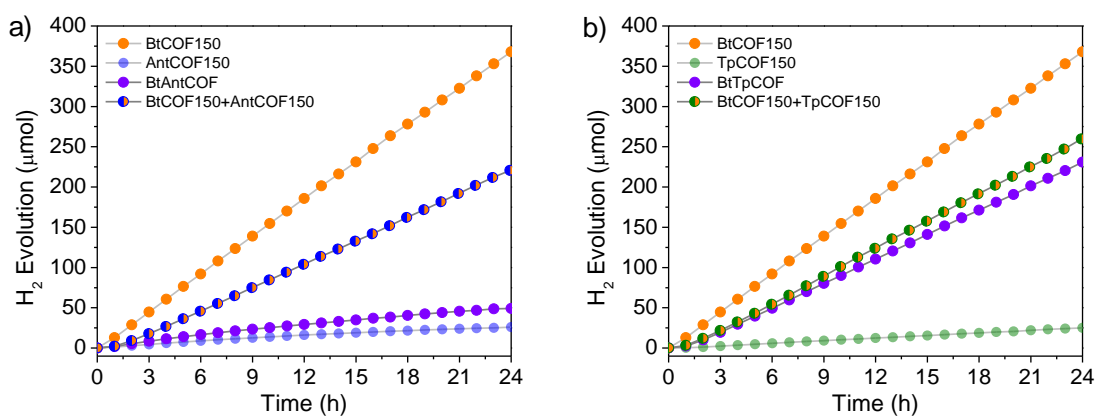 a)
BtCOF150
AntCOF150
BtAntCOF
BtCOF150+AntCOF150
H2 Evolution (μmol)
400
350
300
250
200
150
100
50
0
0 3 6 9 12 15 18 21 24
Time (h)
b)
BtCOF150
TpCOF150
BtTpCOF
BtCOF150+TpCOF150
H2 Evolution (μmol)
400
350
300
250
200
150
100
50
0
0 3 6 9 12 15 18 21 24
Time (h)